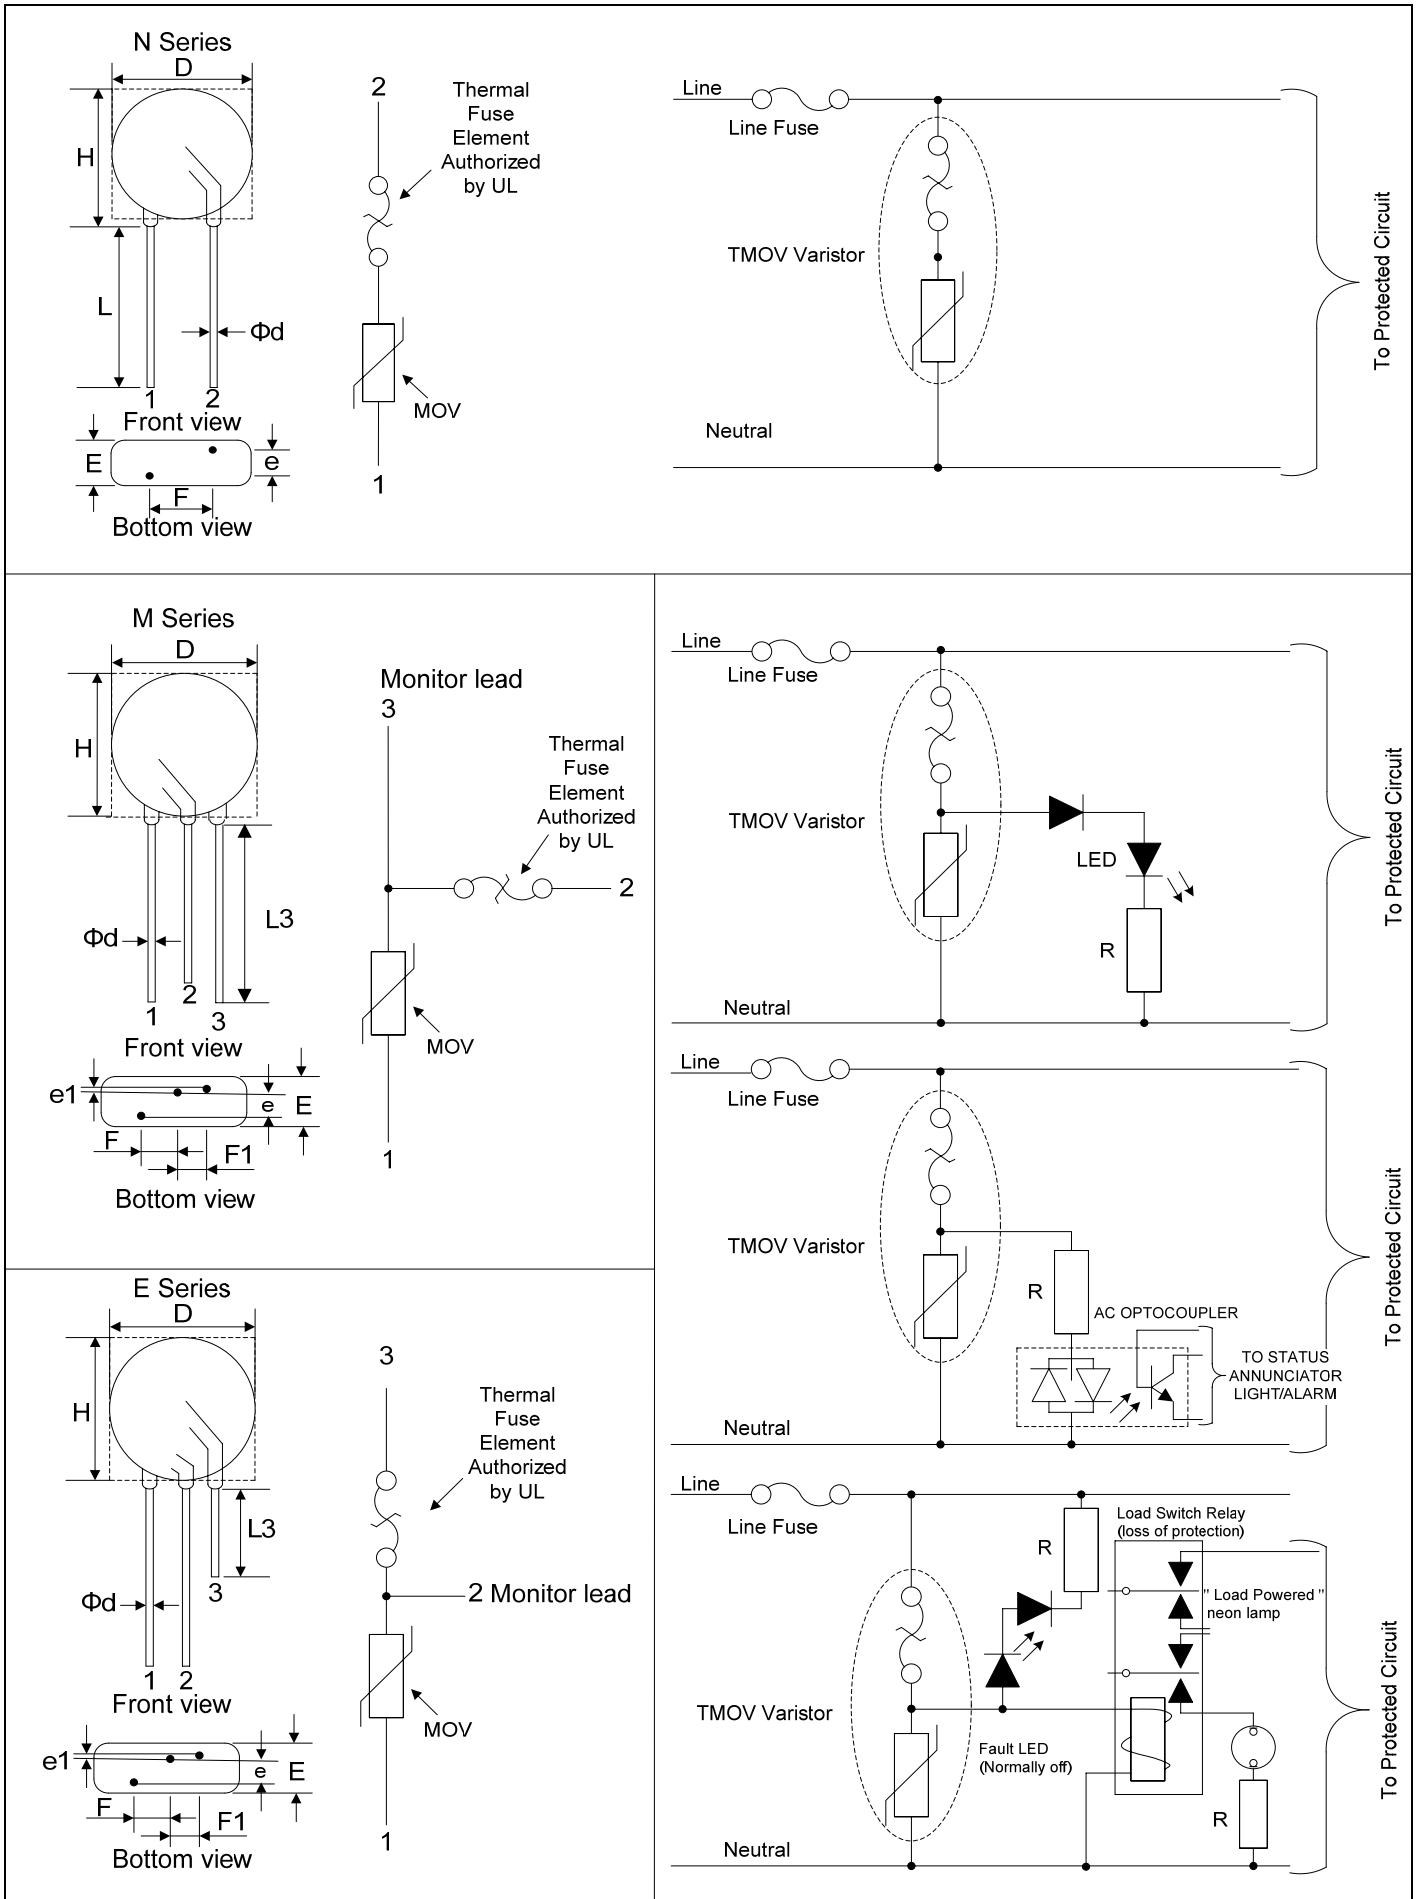 N Series
D
H
L
Φd
1
2
Front view
E
e
F
Bottom view
2
Thermal
Fuse
Element
Authorized
by UL
MOV
1
Line
Line Fuse
TMOV Varistor
Neutral
To Protected Circuit
M Series
D
H
L3
Φd
1
2
3
Front view
e1
e
E
F
F1
Bottom view
Monitor lead
3
Thermal
Fuse
Element
Authorized
by UL
2
MOV
1
Line
Line Fuse
TMOV Varistor
LED
R
Neutral
To Protected Circuit
Line
Line Fuse
TMOV Varistor
R
AC OPTOCOUPLER
TO STATUS
ANNUNCIATOR
LIGHT/ALARM
Neutral
To Protected Circuit
E Series
D
H
L3
Φd
3
1
2
Front view
e1
e
E
F
F1
Bottom view
3
Thermal
Fuse
Element
Authorized
by UL
2 Monitor lead
MOV
1
Line
Line Fuse
R
Load Switch Relay
(loss of protection)
" Load Powered "
neon lamp
TMOV Varistor
Fault LED
(Normally off)
R
Neutral
To Protected Circuit